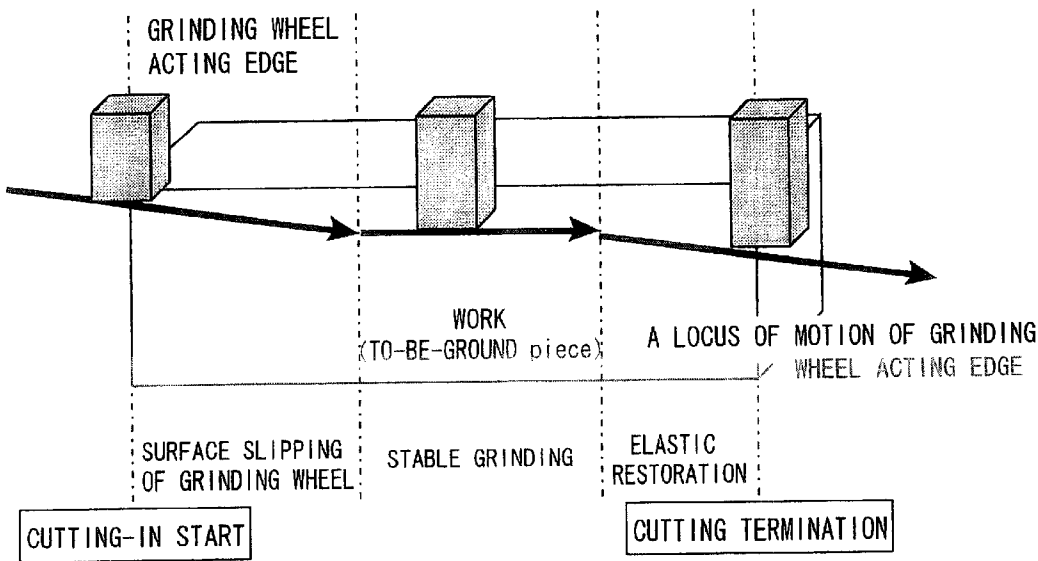 GRINDING WHEEL
ACTING EDGE
WORK
(TO-BE-GROUND piece)
A LOCUS OF MOTION OF GRINDING
WHEEL ACTING EDGE
SURFACE SLIPPING
OF GRINDING WHEEL
STABLE GRINDING
ELASTIC
RESTORATION
CUTTING-IN START
CUTTING TERMINATION